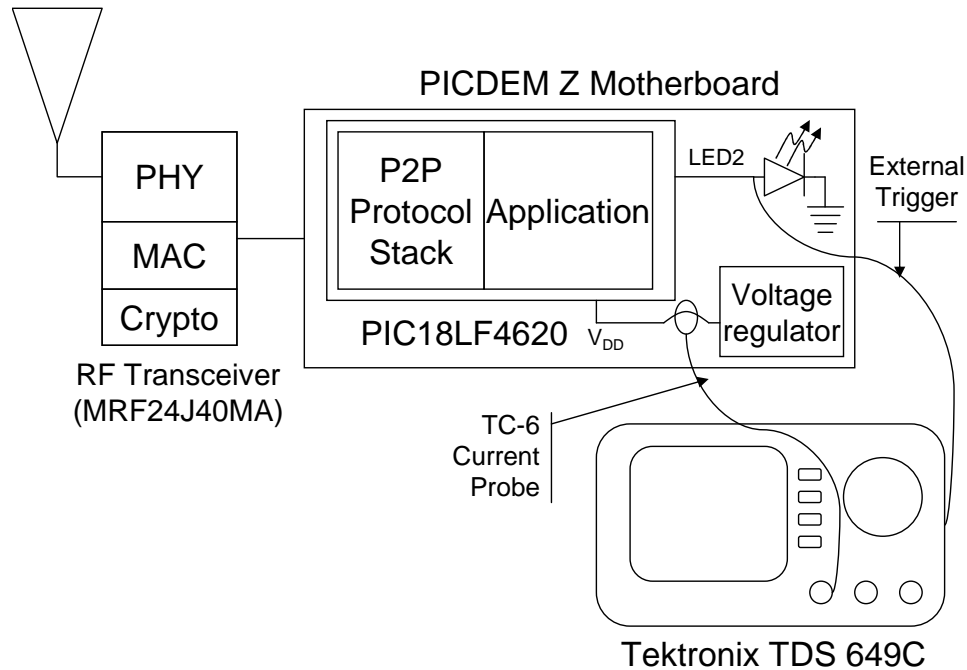 PICDEM Z Motherboard
PHY
MAC
Crypto
RF Transceiver
(MRF24J40MA)
P2P
Protocol
Stack
Application
PIC18LF4620
VDD
LED2
Voltage
regulator
External
Trigger
TC-6
Current
Probe
Tektronix TDS 649C